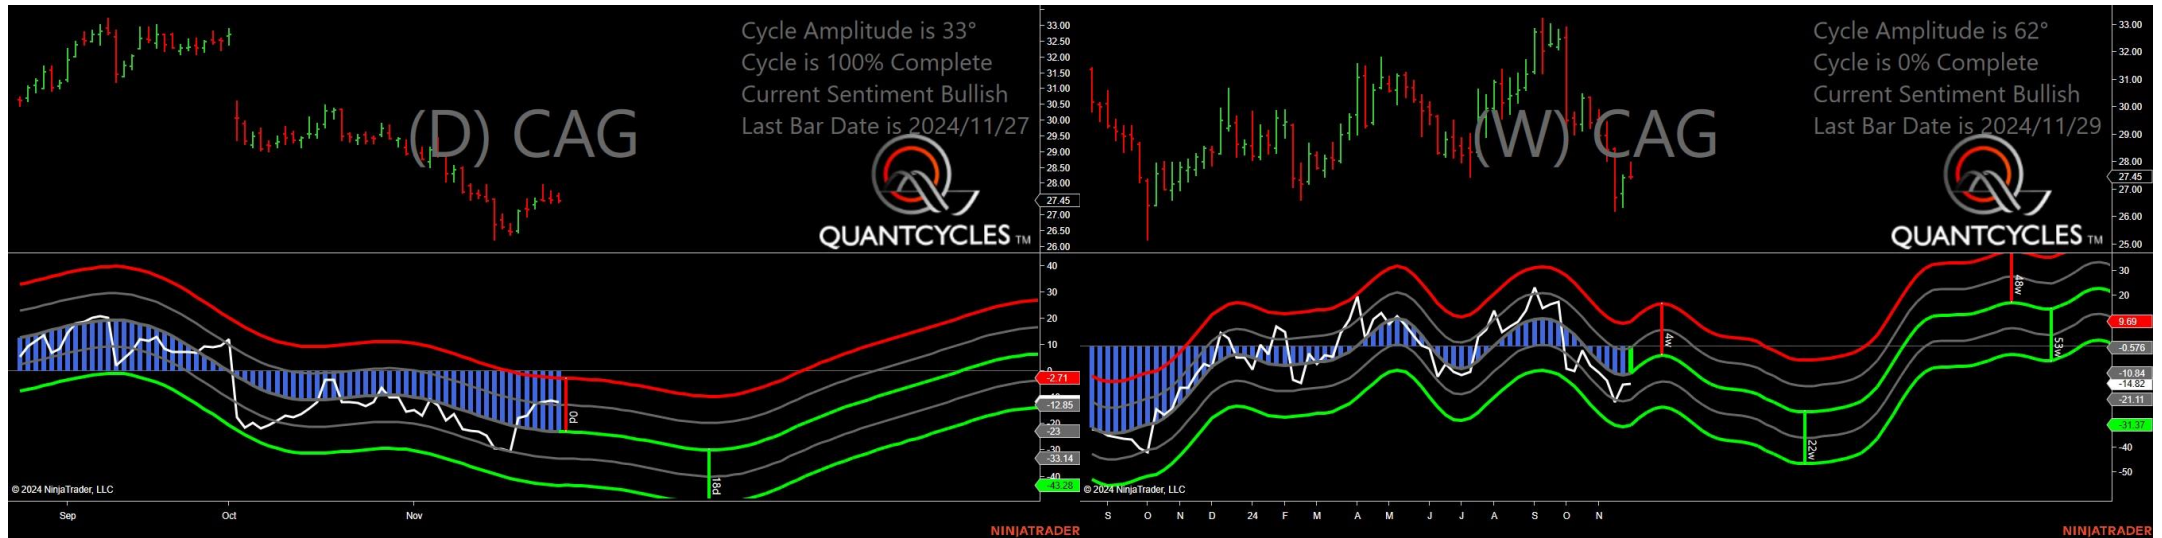 Cycle Amplitude is 33°
Cycle is 100% Complete
Current Sentiment Bullish
Last Bar Date is 2024/11/27
(D) CAG
QUANTCYCLES TM
33.00
32.50
32.00
31.50
31.00
30.50
30.00
29.50
29.00
28.50
28.00
27.45
27.00
26.50
26.00
40
30
20
10
0
-2.71
-12.85
-20
-23
-30
-33.14
-40
-43.28
0d
18d
© 2024 NinjaTrader, LLC
Sep
Oct
Nov
NINJATRADER
Cycle Amplitude is 62°
Cycle is 0% Complete
Current Sentiment Bullish
Last Bar Date is 2024/11/29
(W) CAG
QUANTCYCLES TM
33.00
32.00
31.00
30.00
29.00
28.00
27.45
27.00
26.00
25.00
30
20
9.69
-0.576
-10.84
-14.82
-21.11
-31.37
-40
-50
4w
22w
48w
53w
© 2024 NinjaTrader, LLC
S
O
N
D
24
F
M
A
M
J
J
A
S
O
N
NINJATRADER